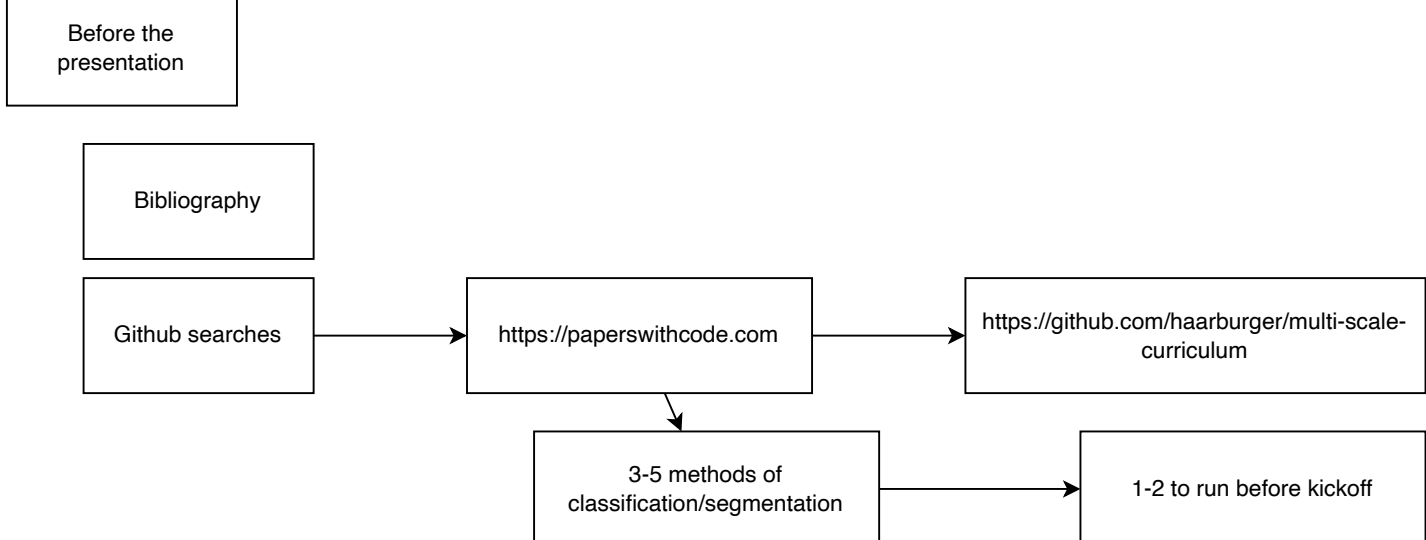 Before the
presentation
Bibliography
Github searches
https://paperswithcode.com
https://github.com/haarburger/multi-scale-
curriculum
3-5 methods of
classification/segmentation
1-2 to run before kickoff